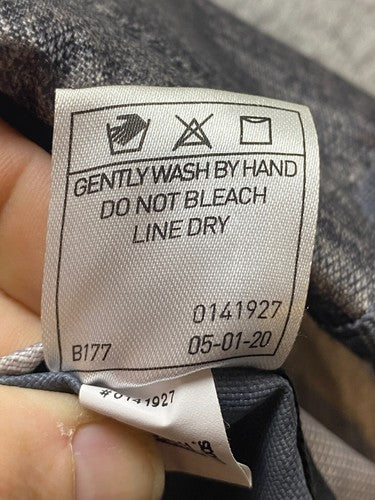 GENTLY WASH BY HAND
DO NOT BLEACH
LINE DRY
0141927
B177 05-01-20
#0141927